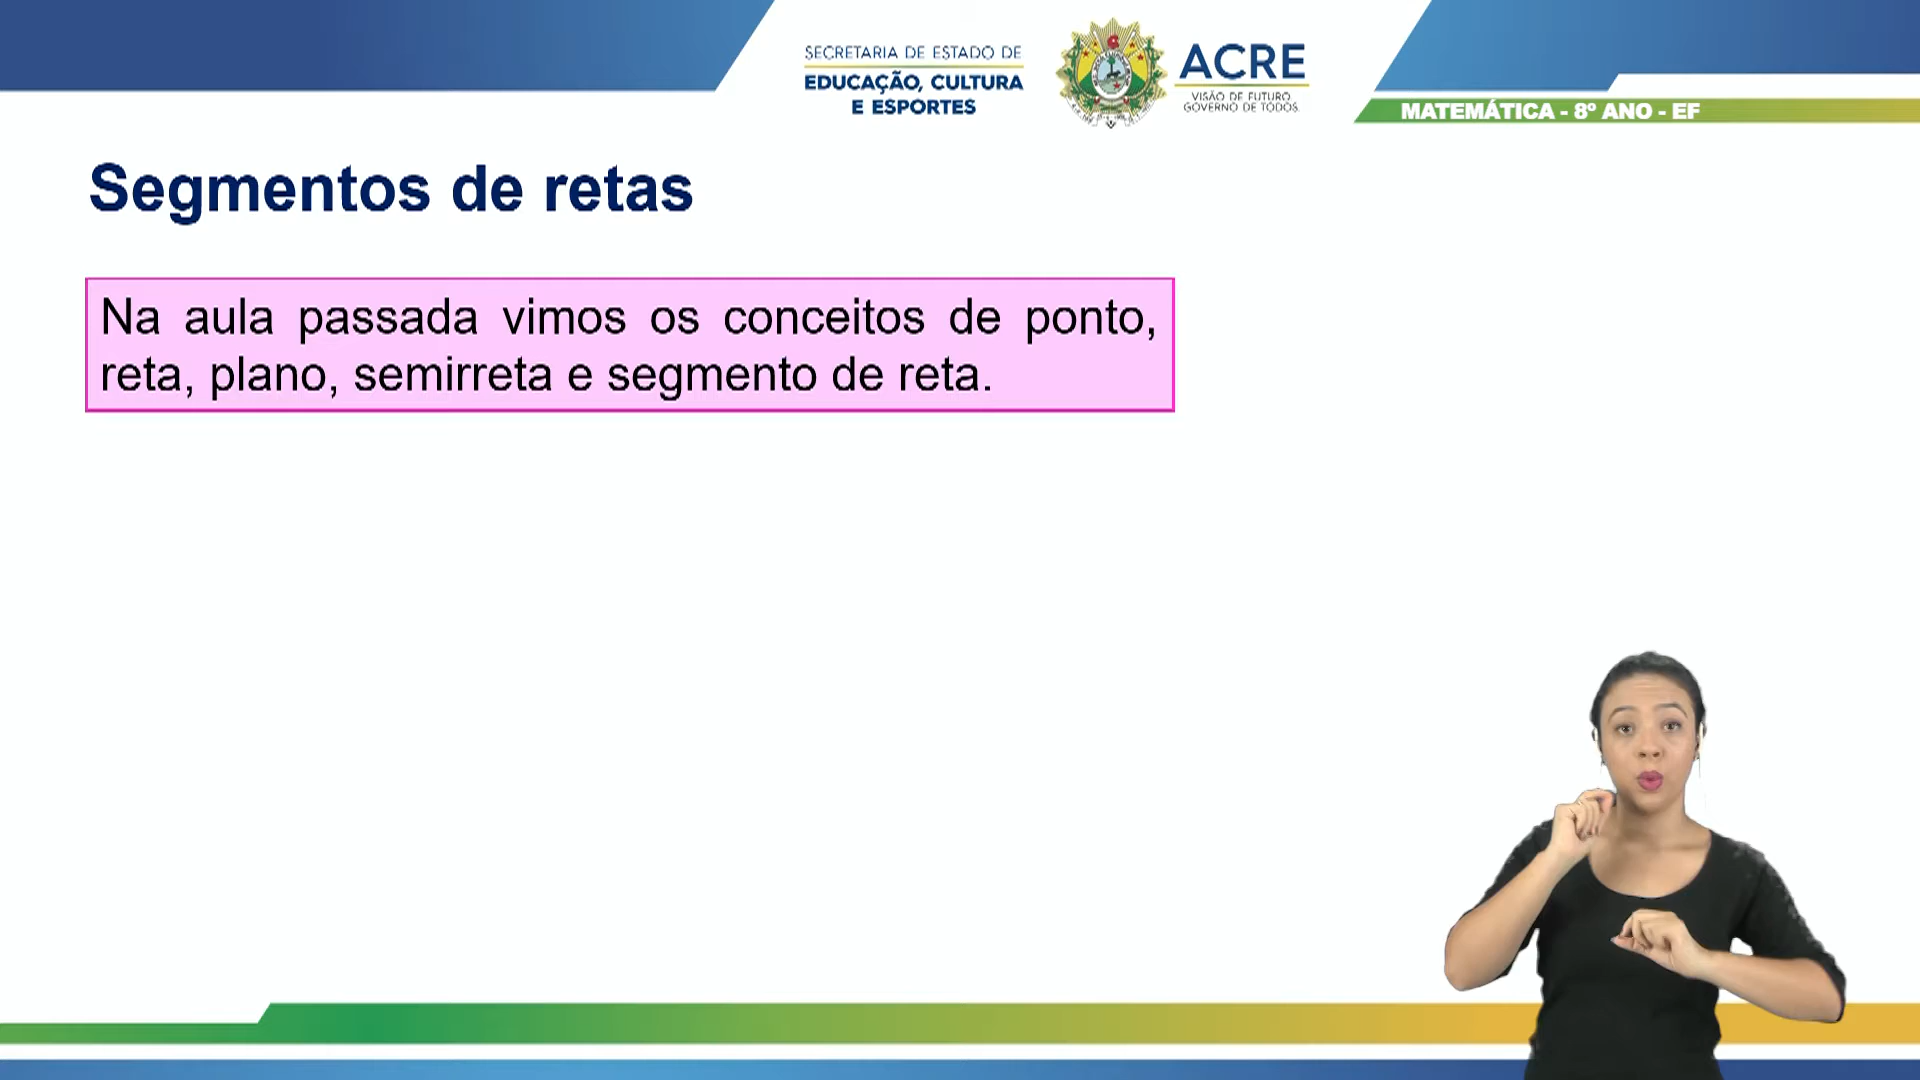 SECRETARIA DE ESTADO DE
EDUCAÇÃO, CULTURA
E ESPORTES
ACRE
VISÃO DE FUTURO
GOVERNO DE TODOS
MATEMÁTICA - 8º ANO - EF
Segmentos de retas
Na aula passada vimos os conceitos de ponto,
reta, plano, semirreta e segmento de reta.